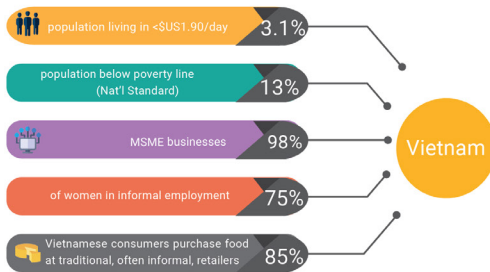 population living in <$US1.90/day
3.1%
population below poverty line
(Nat'l Standard)
13%
MSME businesses
98%
of women in informal employment
75%
Vietnamese consumers purchase food
at traditional, often informal, retailers
85%
Vietnam